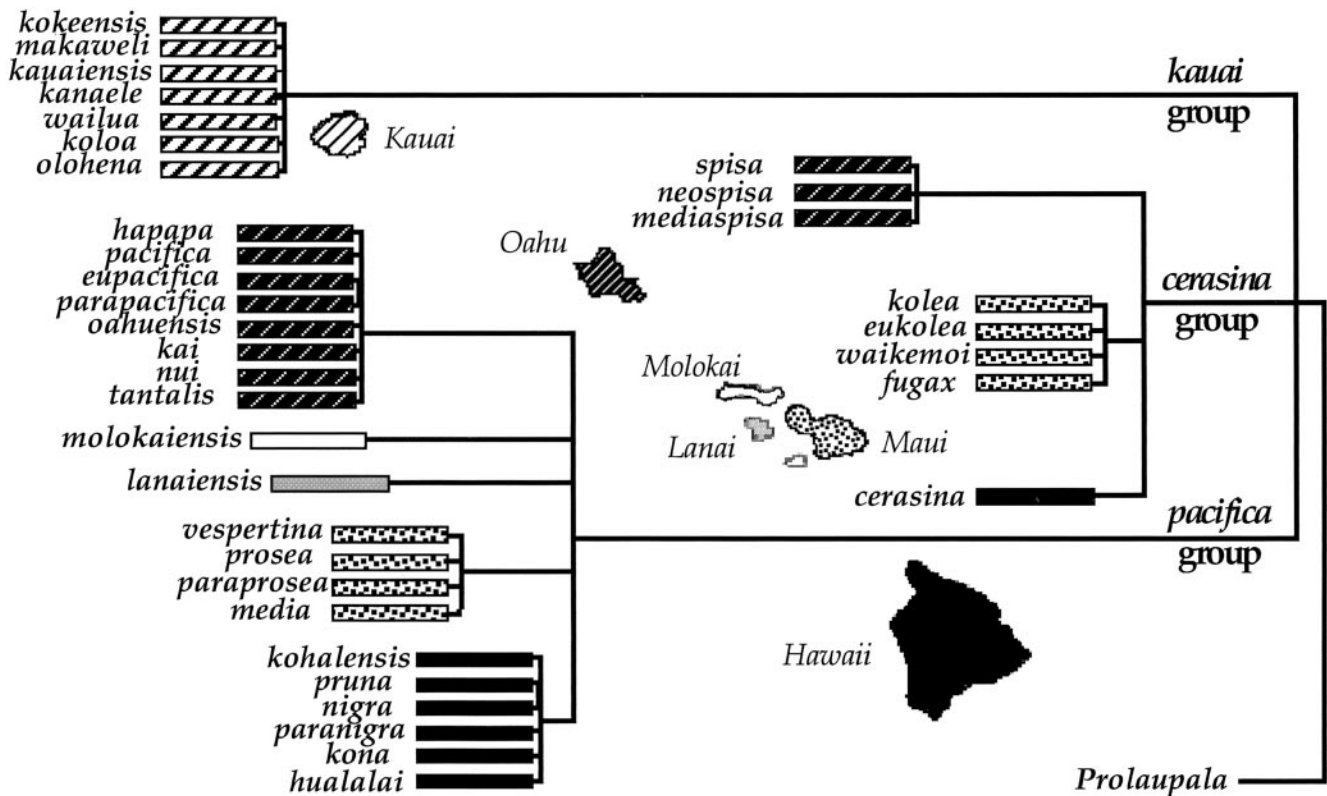 kokeensis
makaweli
kauaiensis
kanaele
wailua
koloa
olohena
Kauai
kauai
group
spisa
neospisa
mediaspisa
hapapa
pacifica
eupacifica
parapacifica
oahuensis
kai
nui
tantalis
Oahu
kolea
eukolea
waikemoi
fugax
cerasina
group
Molokai
Lanai
Maui
molokaiensis
lanaiensis
cerasina
pacifica
group
vespertina
prosea
paraprosea
media
Hawaii
kohalensis
pruna
nigra
paranigra
kona
hualalai
Prolaupala